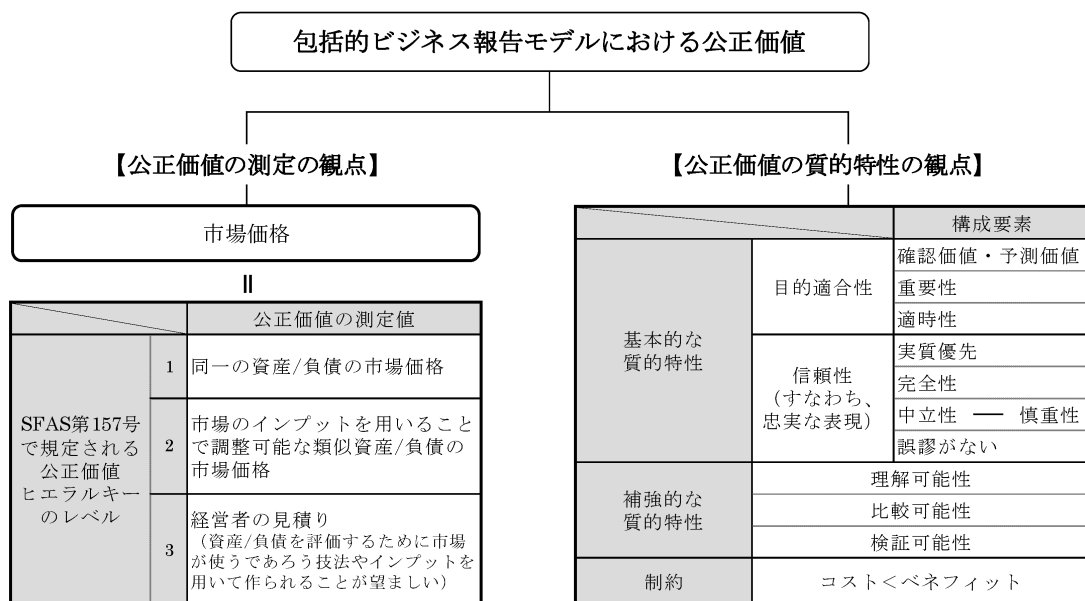 包括的ビジネス報告モデルにおける公正価値
【公正価値の測定の観点】
市場価格
=
公正価値の測定値
SFAS第157号
で規定される
公正価値
ヒエラルキー
のレベル
1
同一の資産/負債の市場価格
2
市場のインプットを用いること
で調整可能な類似資産/負債の
市場価格
3
経営者の見積り
（資産/負債を評価するために市場
が使うであろう技法やインプットを
用いて作られることが望ましい）
【公正価値の質的特性の観点】
構成要素
基本的な
質的特性
目的適合性
確認価値・予測価値
重要性
適時性
信頼性
（すなわち、
忠実な表現）
実質優先
完全性
中立性 ― 慎重性
誤謬がない
補強的な
質的特性
理解可能性
比較可能性
検証可能性
制約
コスト＜ベネフィット